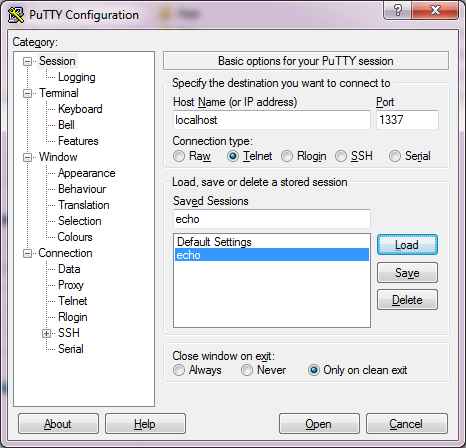 PuTTY Configuration
Category:
Session
Logging
Terminal
Keyboard
Bell
Features
Window
Appearance
Behaviour
Translation
Selection
Colours
Connection
Data
Proxy
Telnet
Rlogin
SSH
Serial
Basic options for your PuTTY session
Specify the destination you want to connect to
Host Name (or IP address) Port
localhost 1337
Connection type:
Raw Telnet Rlogin SSH Serial
Load, save or delete a stored session
Saved Sessions
echo
Default Settings
echo
Load
Save
Delete
Close window on exit:
Always Never Only on clean exit
About Help Open Cancel